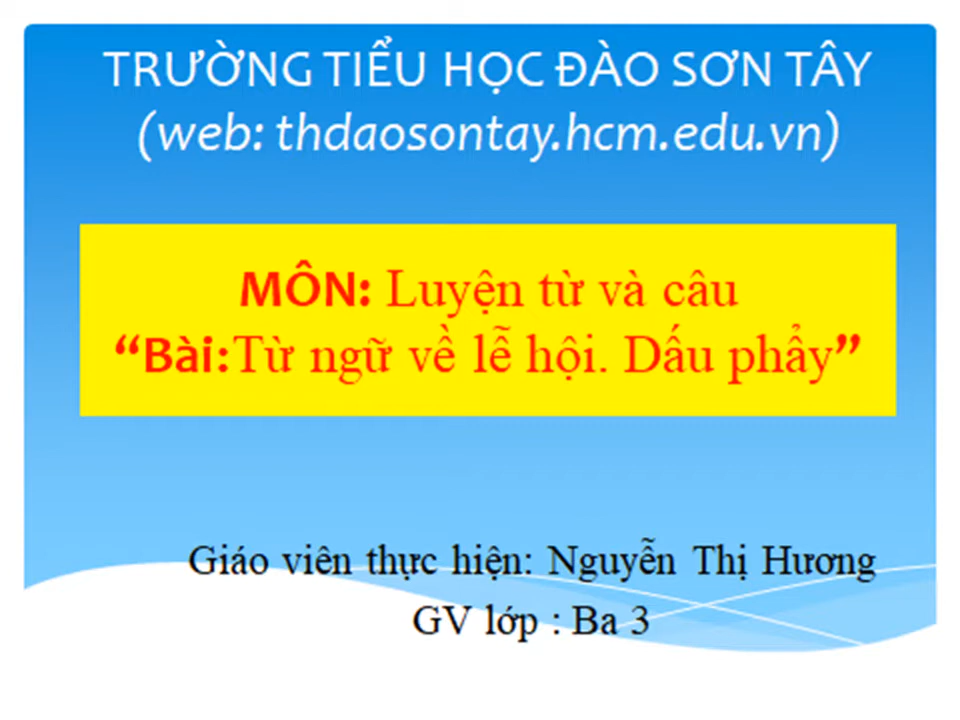 TRƯỜNG TIỂU HỌC ĐÀO SƠN TÂY
(web: thdaosontay.hcm.edu.vn)
MÔN: Luyện từ và câu
“Bài:Từ ngữ về lễ hội. Dấu phẩy”
Giáo viên thực hiện: Nguyễn Thị Hương
GV lớp : Ba 3